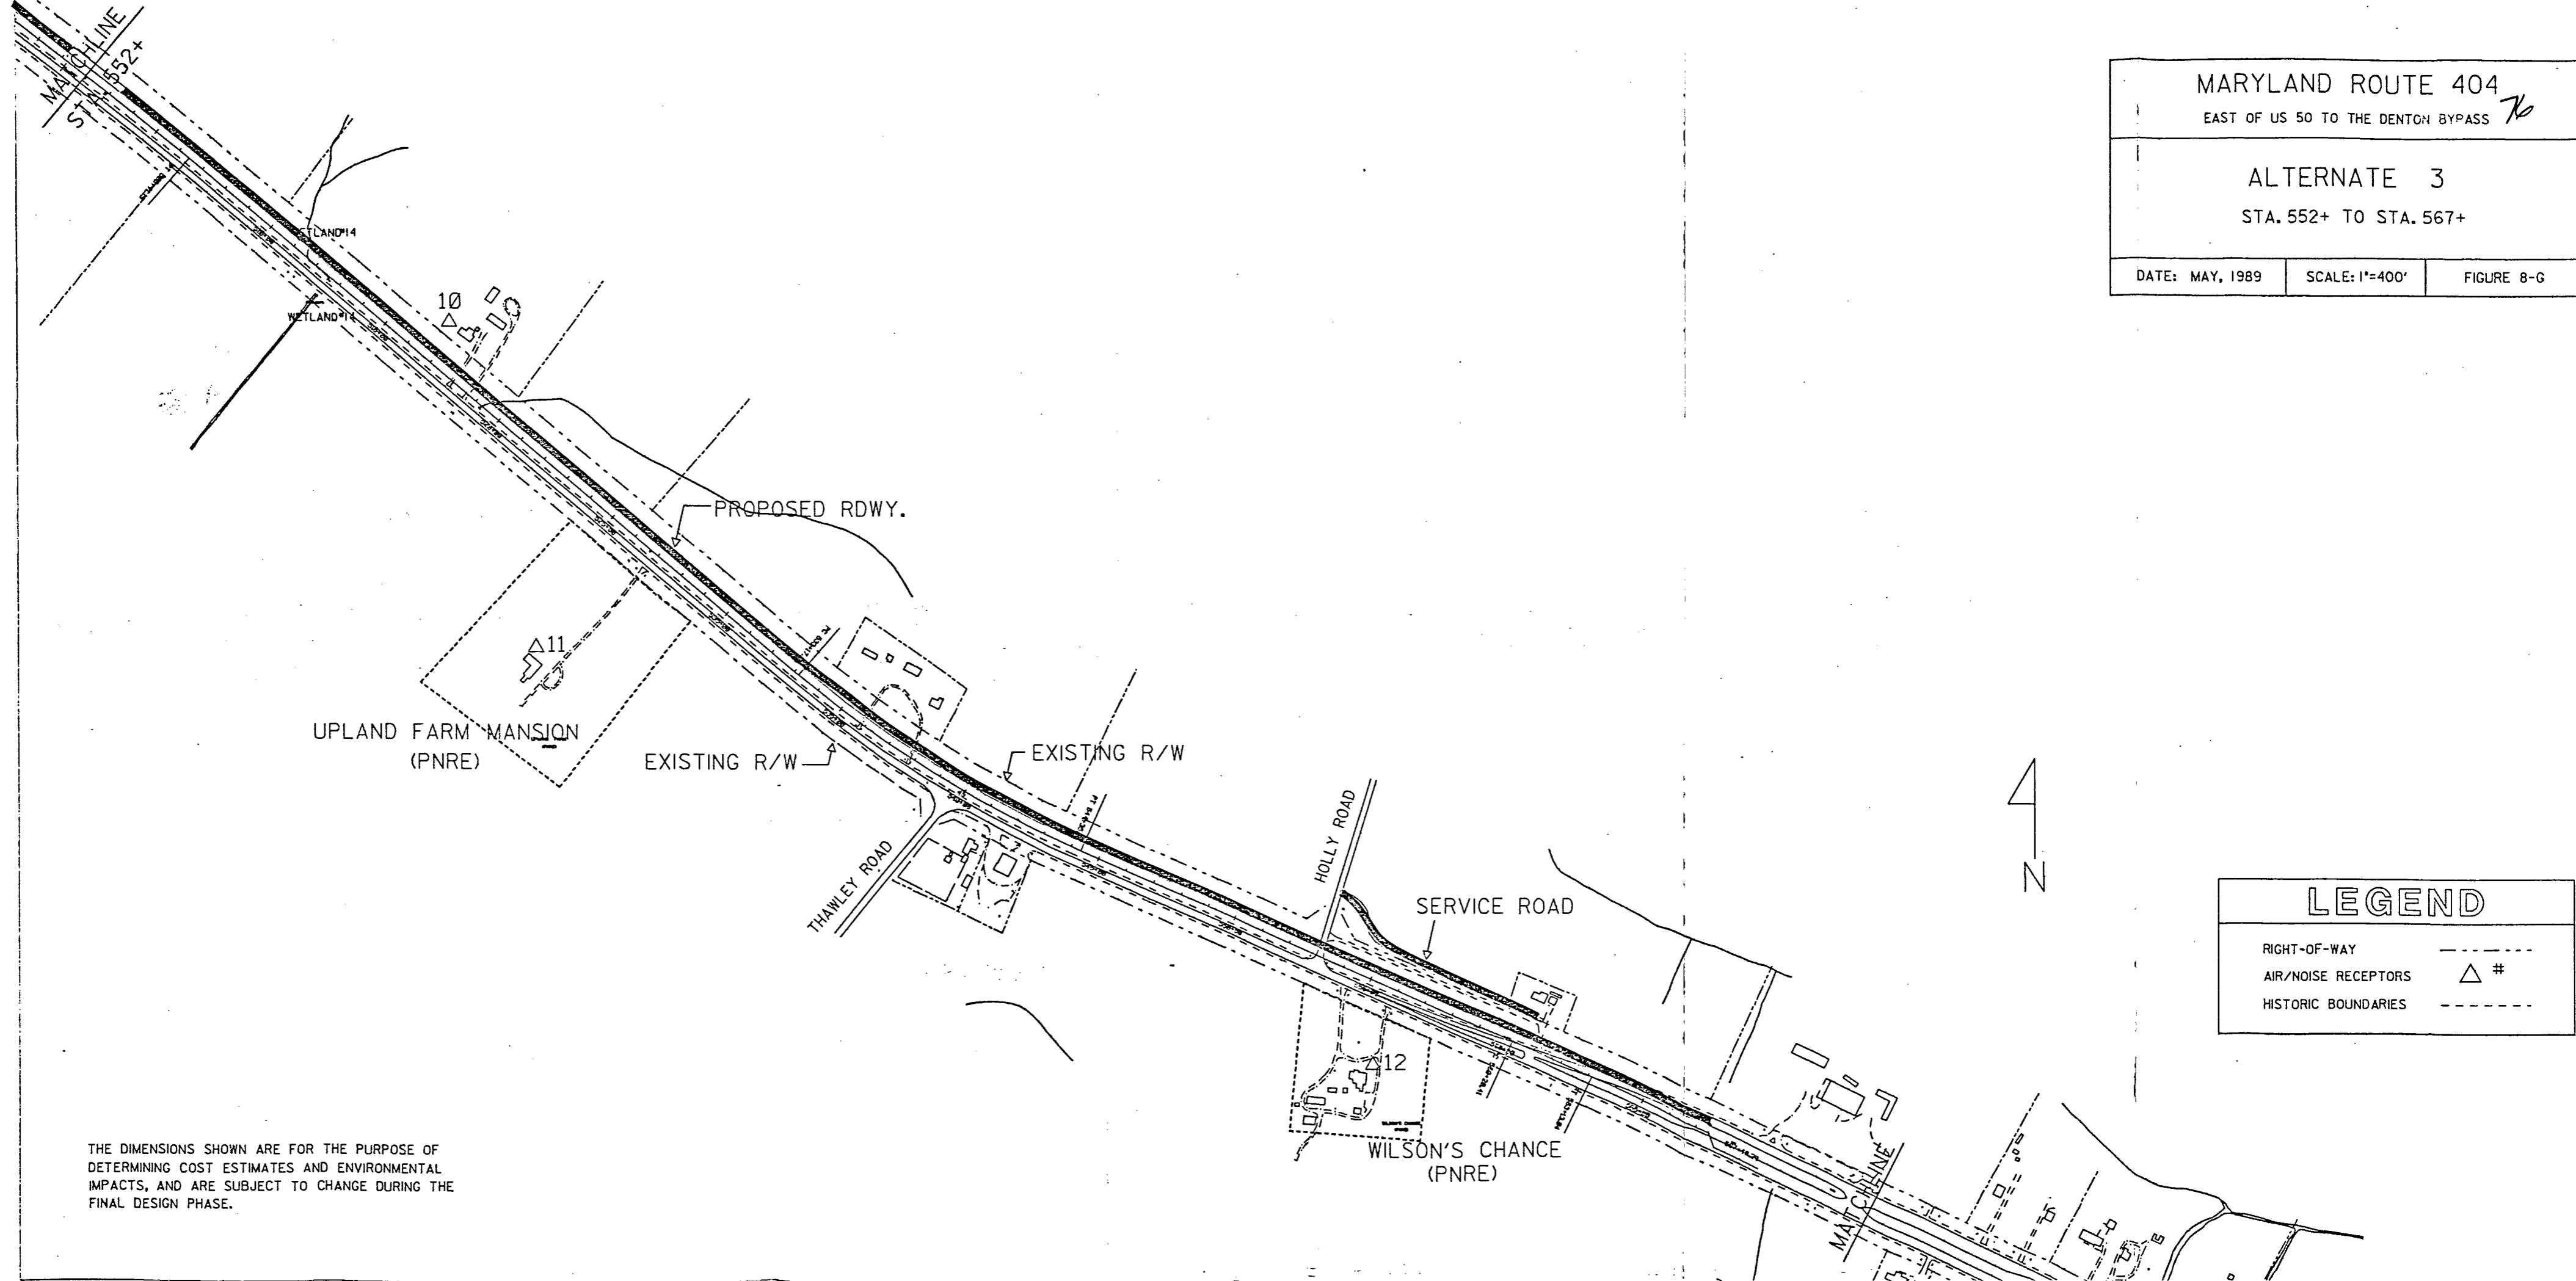 MATCHLINE
STA. 552+
MARYLAND ROUTE 404
EAST OF US 50 TO THE DENTON BYPASS
76
ALTERNATE 3
STA. 552+ TO STA. 567+
DATE: MAY, 1989
SCALE: 1"=400'
FIGURE 8-G
WETLAND#14
WETLAND#14
10
PROPOSED RDWY.
11
UPLAND FARM MANSION
(PNRE)
EXISTING R/W
EXISTING R/W
THAWLEY ROAD
HOLLY ROAD
SERVICE ROAD
N
12
WILSON'S CHANCE
(PNRE)
MATCHLINE
LEGEND
RIGHT-OF-WAY
AIR/NOISE RECEPTORS #
HISTORIC BOUNDARIES
THE DIMENSIONS SHOWN ARE FOR THE PURPOSE OF
DETERMINING COST ESTIMATES AND ENVIRONMENTAL
IMPACTS, AND ARE SUBJECT TO CHANGE DURING THE
FINAL DESIGN PHASE.